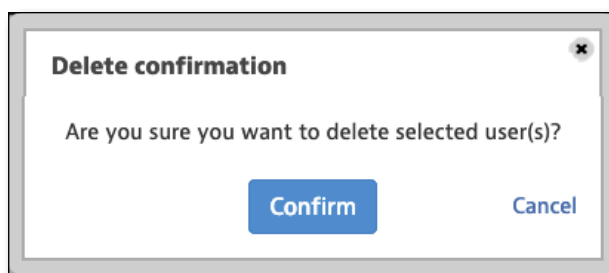 Delete confirmation
Are you sure you want to delete selected user(s)?
Confirm
Cancel